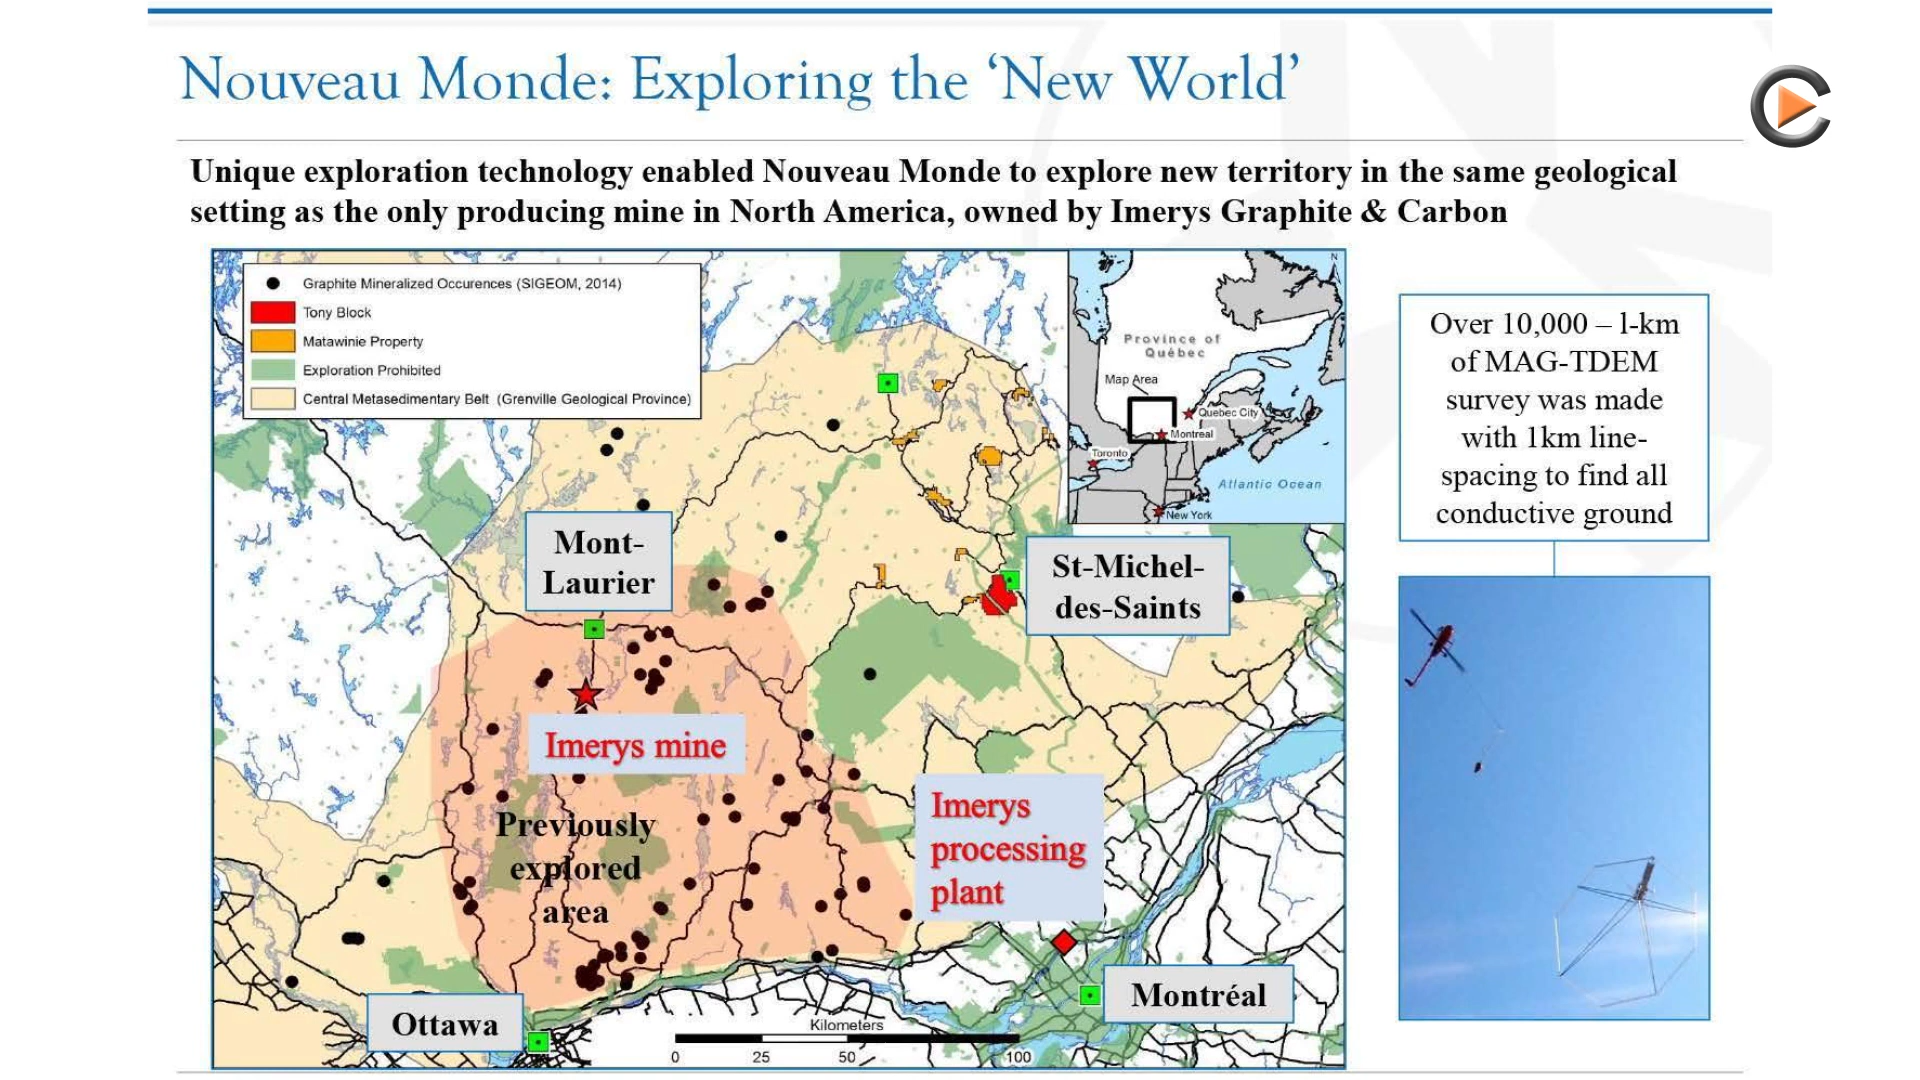 Nouveau Monde: Exploring the ‘New World’
Unique exploration technology enabled Nouveau Monde to explore new territory in the same geological
setting as the only producing mine in North America, owned by Imerys Graphite & Carbon
Graphite Mineralized Occurences (SIGEOM, 2014)
Tony Block
Matawinie Property
Exploration Prohibited
Central Metasedimentary Belt (Grenville Geological Province)
N
Province of
Québec
Map Area
Quebec City
Montreal
Toronto
Atlantic Ocean
New York
Over 10,000 – l-km
of MAG-TDEM
survey was made
with 1km line-
spacing to find all
conductive ground
Mont-
Laurier
St-Michel-
des-Saints
Imerys mine
Previously
explored
area
Imerys
processing
plant
Montréal
Ottawa
Kilometers
0 25 50 100